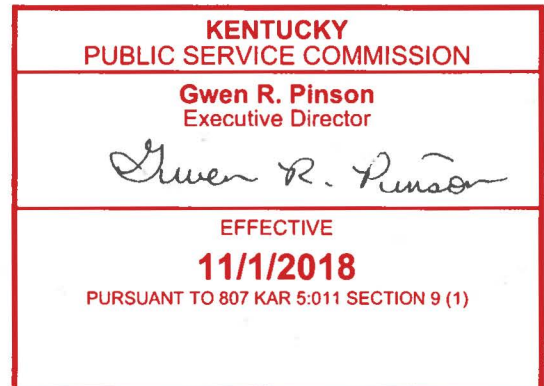 KENTUCKY
PUBLIC SERVICE COMMISSION
Gwen R. Pinson
Executive Director
Gwen R. Pinson
EFFECTIVE
11/1/2018
PURSUANT TO 807 KAR 5:011 SECTION 9 (1)